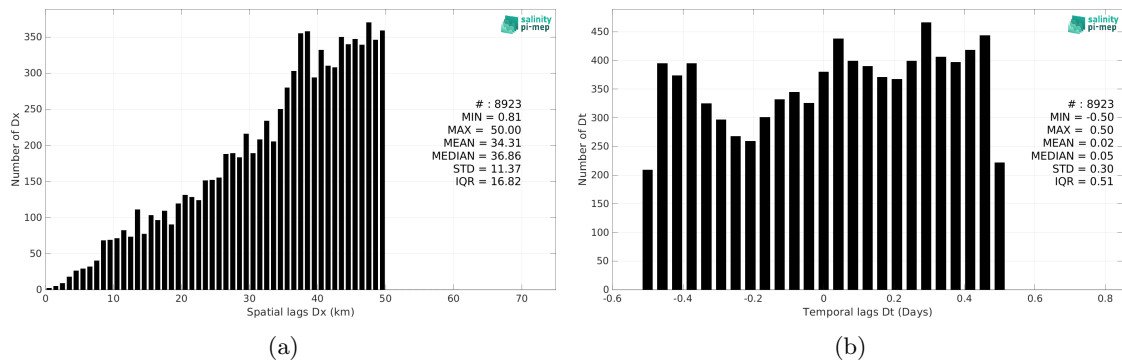 salinity
pi-mep
350
300
250
200
150
100
50
0
Number of Dx
# : 8923
MIN = 0.81
MAX = 50.00
MEAN = 34.31
MEDIAN = 36.86
STD = 11.37
IQR = 16.82
0 10 20 30 40 50 60 70
Spatial lags Dx (km)
(a)
salinity
pi-mep
450
400
350
300
250
200
150
100
50
0
Number of Dt
# : 8923
MIN = -0.50
MAX = 0.50
MEAN = 0.02
MEDIAN = 0.05
STD = 0.30
IQR = 0.51
-0.6 -0.4 -0.2 0 0.2 0.4 0.6 0.8
Temporal lags Dt (Days)
(b)